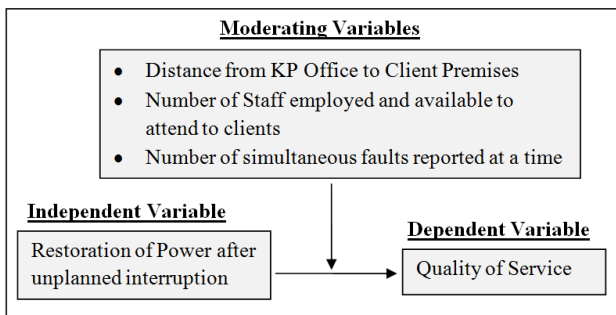 Moderating Variables
• Distance from KP Office to Client Premises
• Number of Staff employed and available to
attend to clients
• Number of simultaneous faults reported at a time
Independent Variable
Restoration of Power after
unplanned interruption
Dependent Variable
Quality of Service